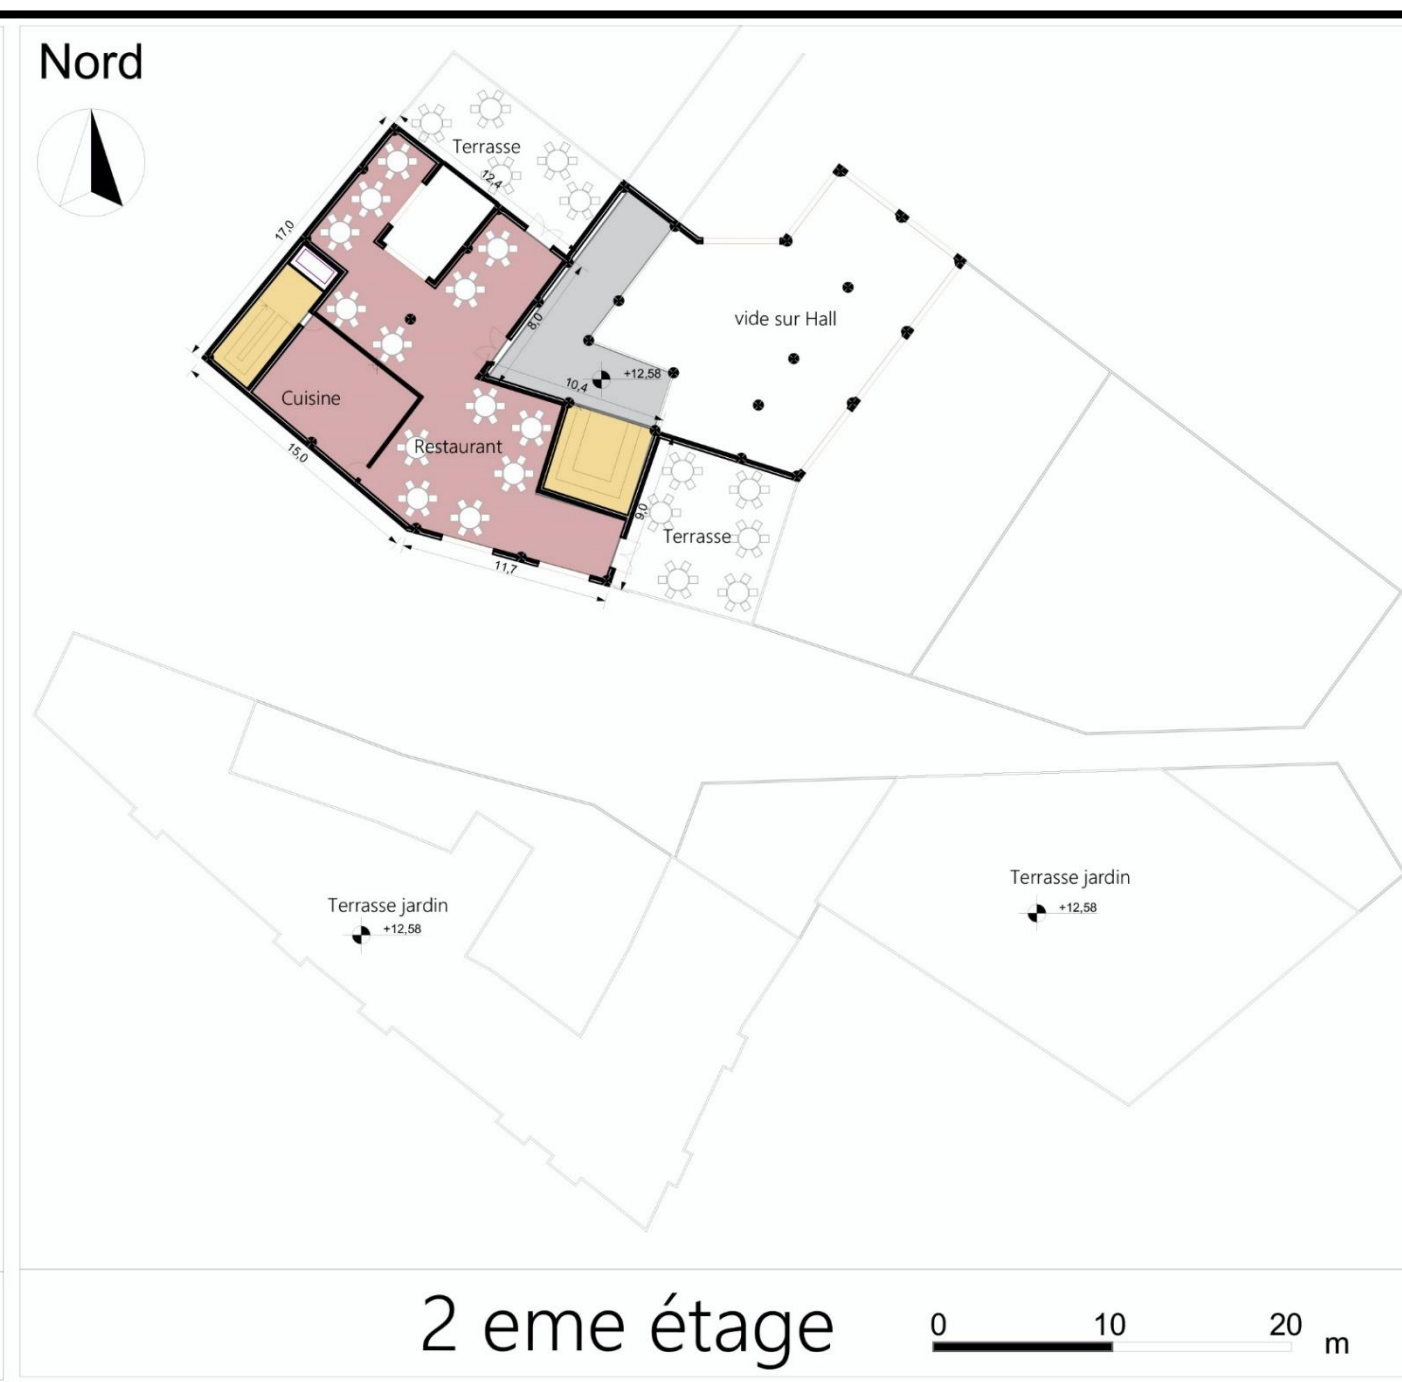 Nord
Terrasse
12,4
17,0
8,0
vide sur Hall
+12,58
10,4
Cuisine
Restaurant
15,0
9,0
Terrasse
11,7
Terrasse jardin
+12,58
Terrasse jardin
+12,58
2 eme étage
0 10 20 m